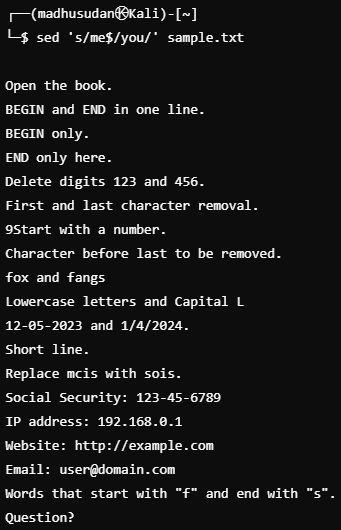 ┌──(madhusudan㉿Kali)-[~]
└─$ sed 's/me$/you/' sample.txt

Open the book.
BEGIN and END in one line.
BEGIN only.
END only here.
Delete digits 123 and 456.
First and last character removal.
9Start with a number.
Character before last to be removed.
fox and fangs
Lowercase letters and Capital L
12-05-2023 and 1/4/2024.
Short line.
Replace mcis with sois.
Social Security: 123-45-6789
IP address: 192.168.0.1
Website: http://example.com
Email: user@domain.com
Words that start with "f" and end with "s".
Question?